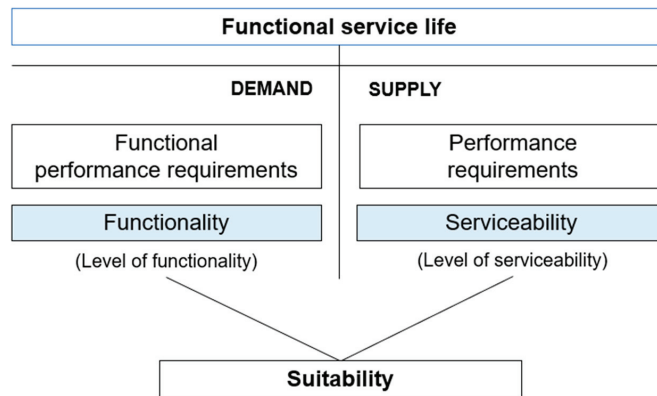 Functional service life
DEMAND
SUPPLY
Functional
performance requirements
Performance
requirements
Functionality
Serviceability
(Level of functionality)
(Level of serviceability)
Suitability